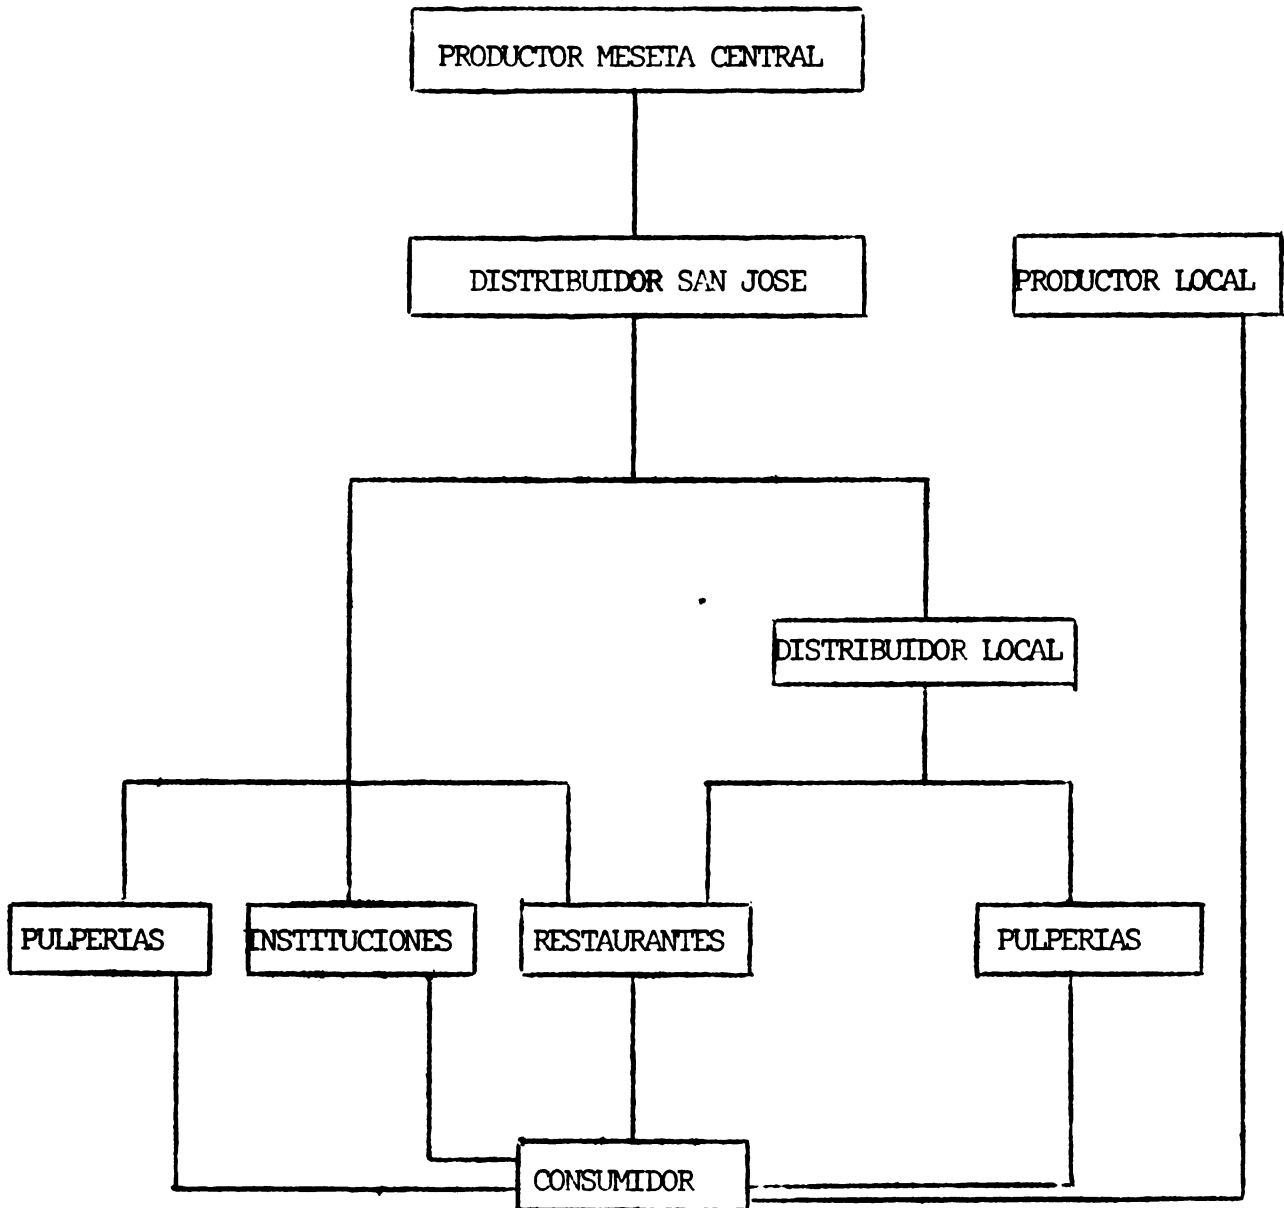 PRODUCTOR MESETA CENTRAL
DISTRIBUIDOR SAN JOSE
PRODUCTOR LOCAL
DISTRIBUIDOR LOCAL
PULPERIAS
INSTITUCIONES
RESTAURANTES
PULPERIAS
CONSUMIDOR